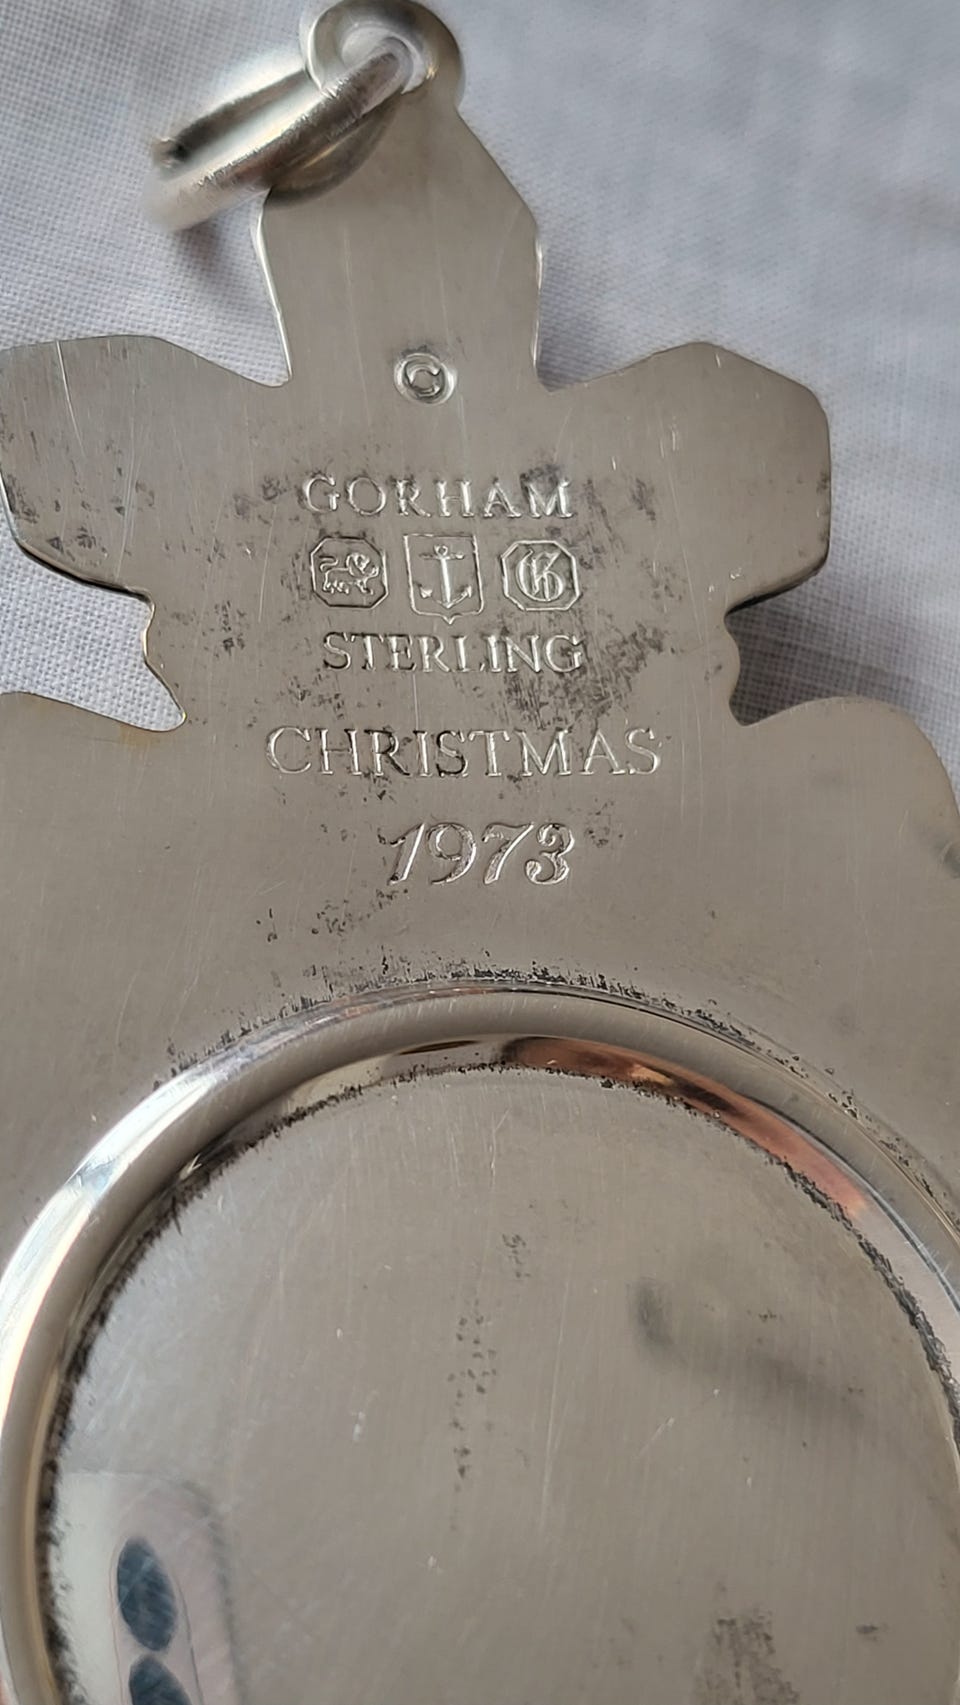 ©
GORHAM
G
STERLING
CHRISTMAS
1973